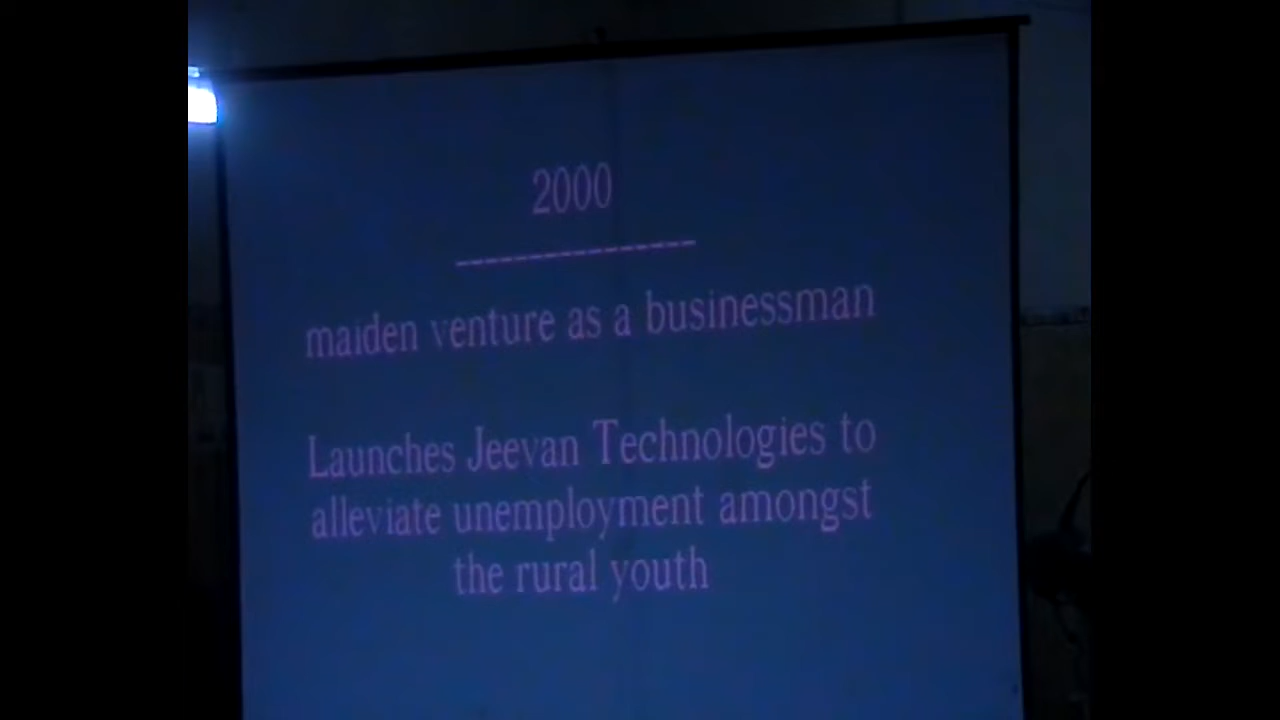 2000
----------------
maiden venture as a businessman
Launches Jeevan Technologies to
alleviate unemployment amongst
the rural youth